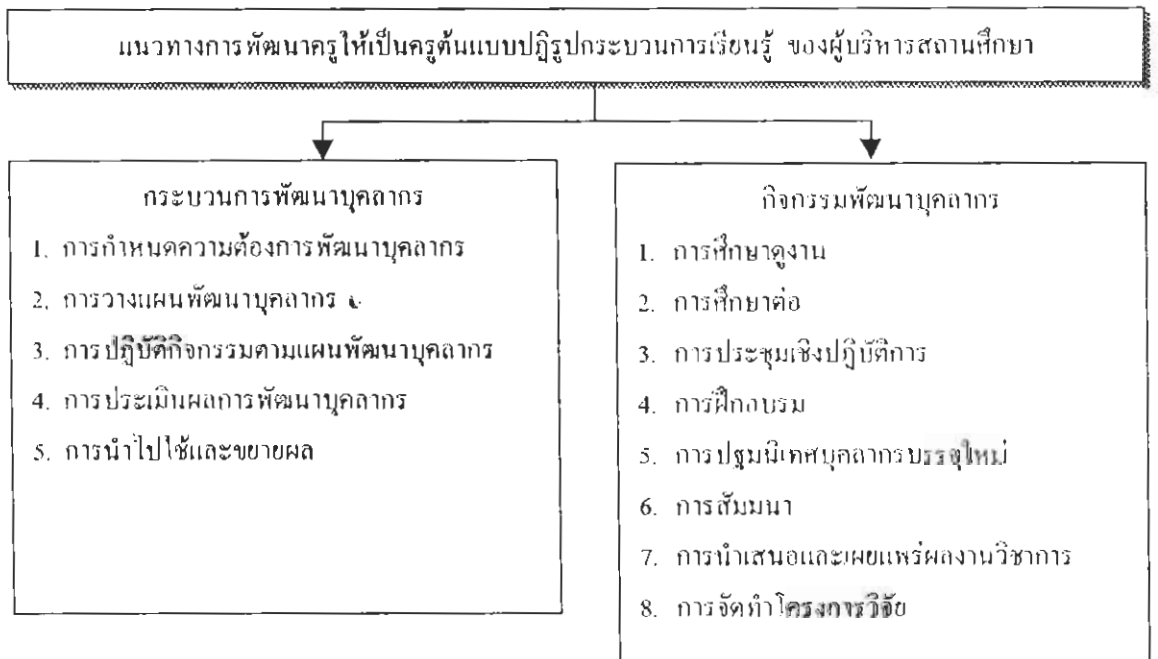 แนวทางการพัฒนาครูให้เป็นครูต้นแบบปฏิรูปกระบวนการเรียนรู้ ของผู้บริหารสถานศึกษา
กระบวนการพัฒนาบุคลากร
1. การกำหนดความต้องการพัฒนาบุคลากร
2. การวางแผนพัฒนาบุคลากร
3. การปฏิบัติกิจกรรมตามแผนพัฒนาบุคลากร
4. การประเมินผลการพัฒนาบุคลากร
5. การนำไปใช้และขยายผล
กิจกรรมพัฒนาบุคลากร
1. การศึกษาดูงาน
2. การศึกษาต่อ
3. การประชุมเชิงปฏิบัติการ
4. การฝึกอบรม
5. การปฐมนิเทศบุคลากรบรรจุใหม่
6. การสัมมนา
7. การนำเสนอและเผยแพร่ผลงานวิชาการ
8. การจัดทำโครงการวิจัย